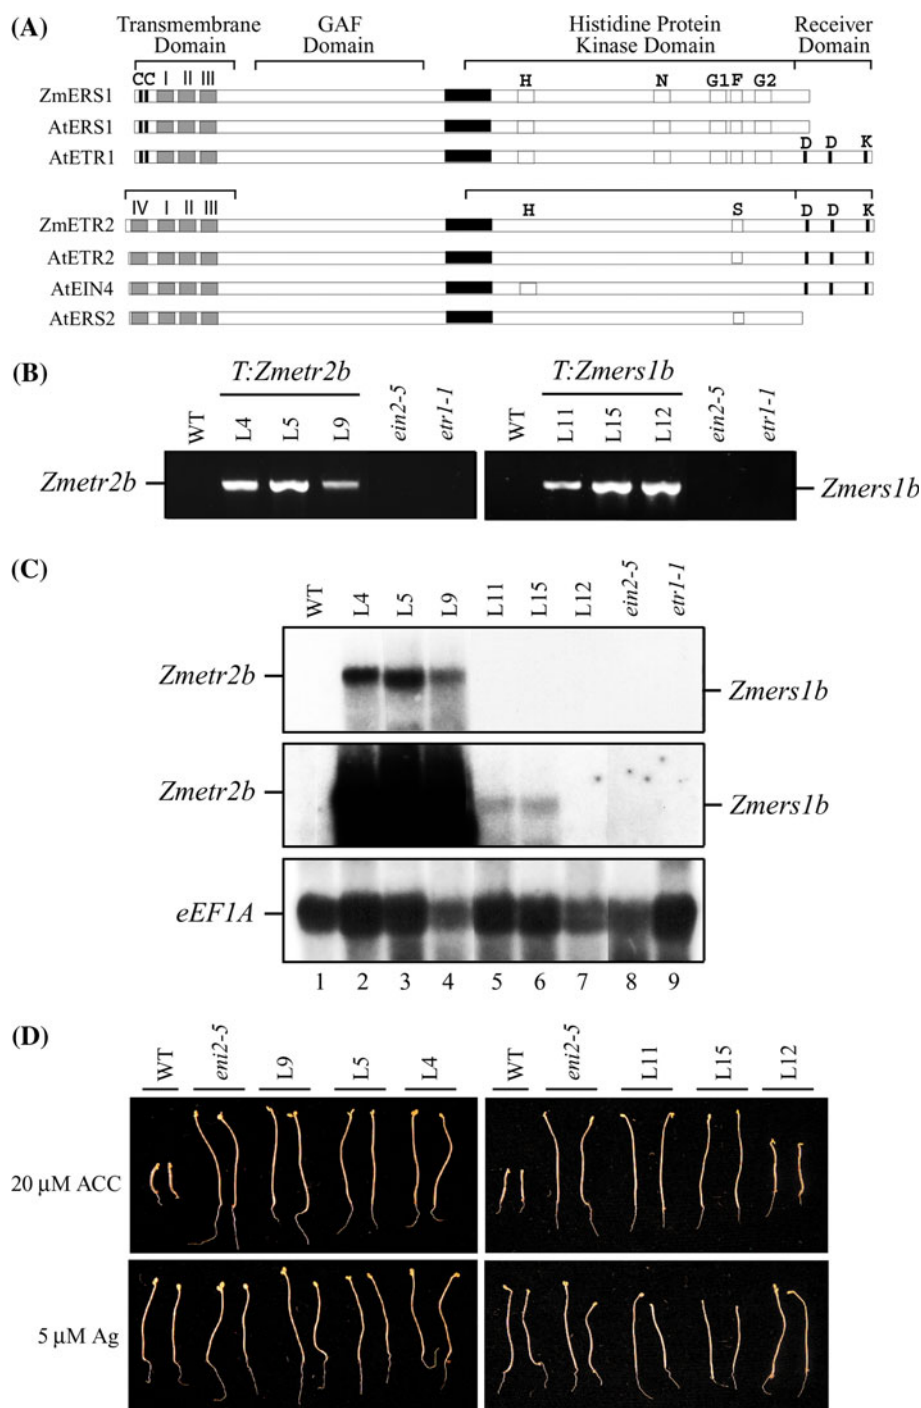 (A)
Transmembrane Domain
GAF Domain
Histidine Protein Kinase Domain
Receiver Domain
CC I II III H N G1 F G2
ZmERS1
AtERS1
D D K
AtETR1
IV I II III H S D D K
ZmETR2
AtETR2
AtEIN4
AtERS2
(B)
T:Zmetr2b
T:Zmers1b
WT L4 L5 L9 ein2-5 etr1-1 WT L11 L15 L12 ein2-5 etr1-1
Zmetr2b
Zmers1b
(C)
WT L4 L5 L9 L11 L15 L12 ein2-5 etr1-1
Zmetr2b
Zmers1b
Zmetr2b
Zmers1b
eEF1A
1 2 3 4 5 6 7 8 9
(D)
WT eni2-5 L9 L5 L4 WT eni2-5 L11 L15 L12
20 µM ACC
5 µM Ag